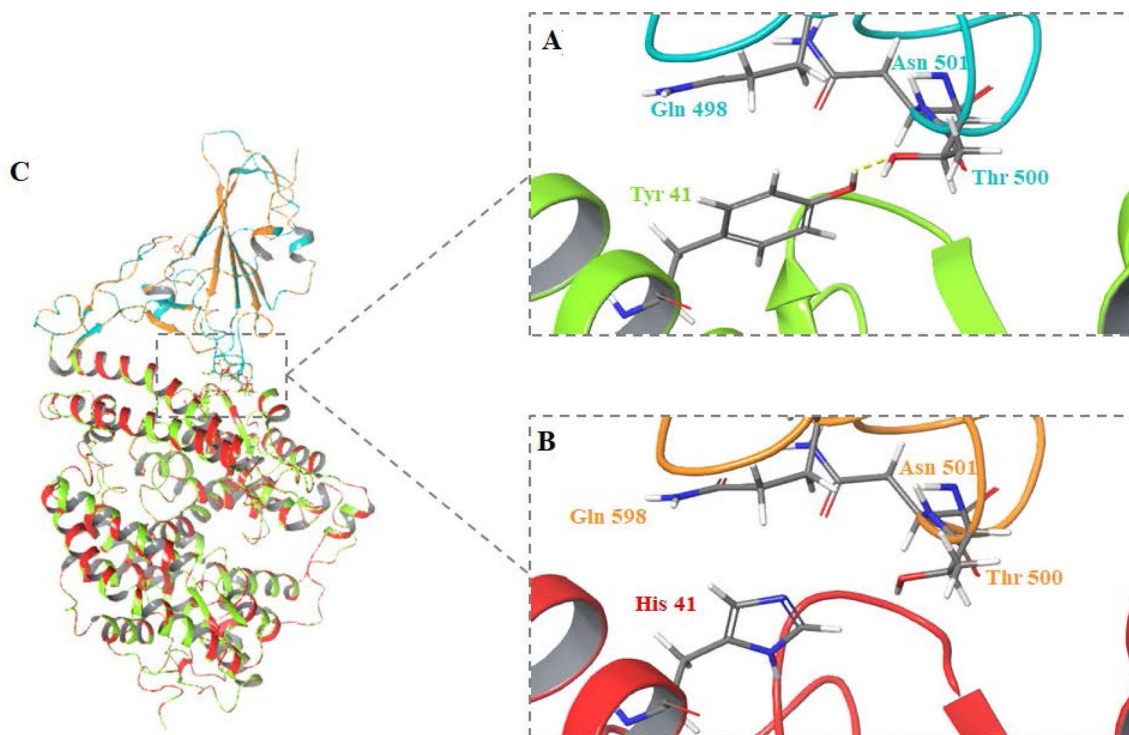 A
Asn 501
Gln 498
Thr 500
Tyr 41
C
B
Asn 501
Gln 598
Thr 500
His 41